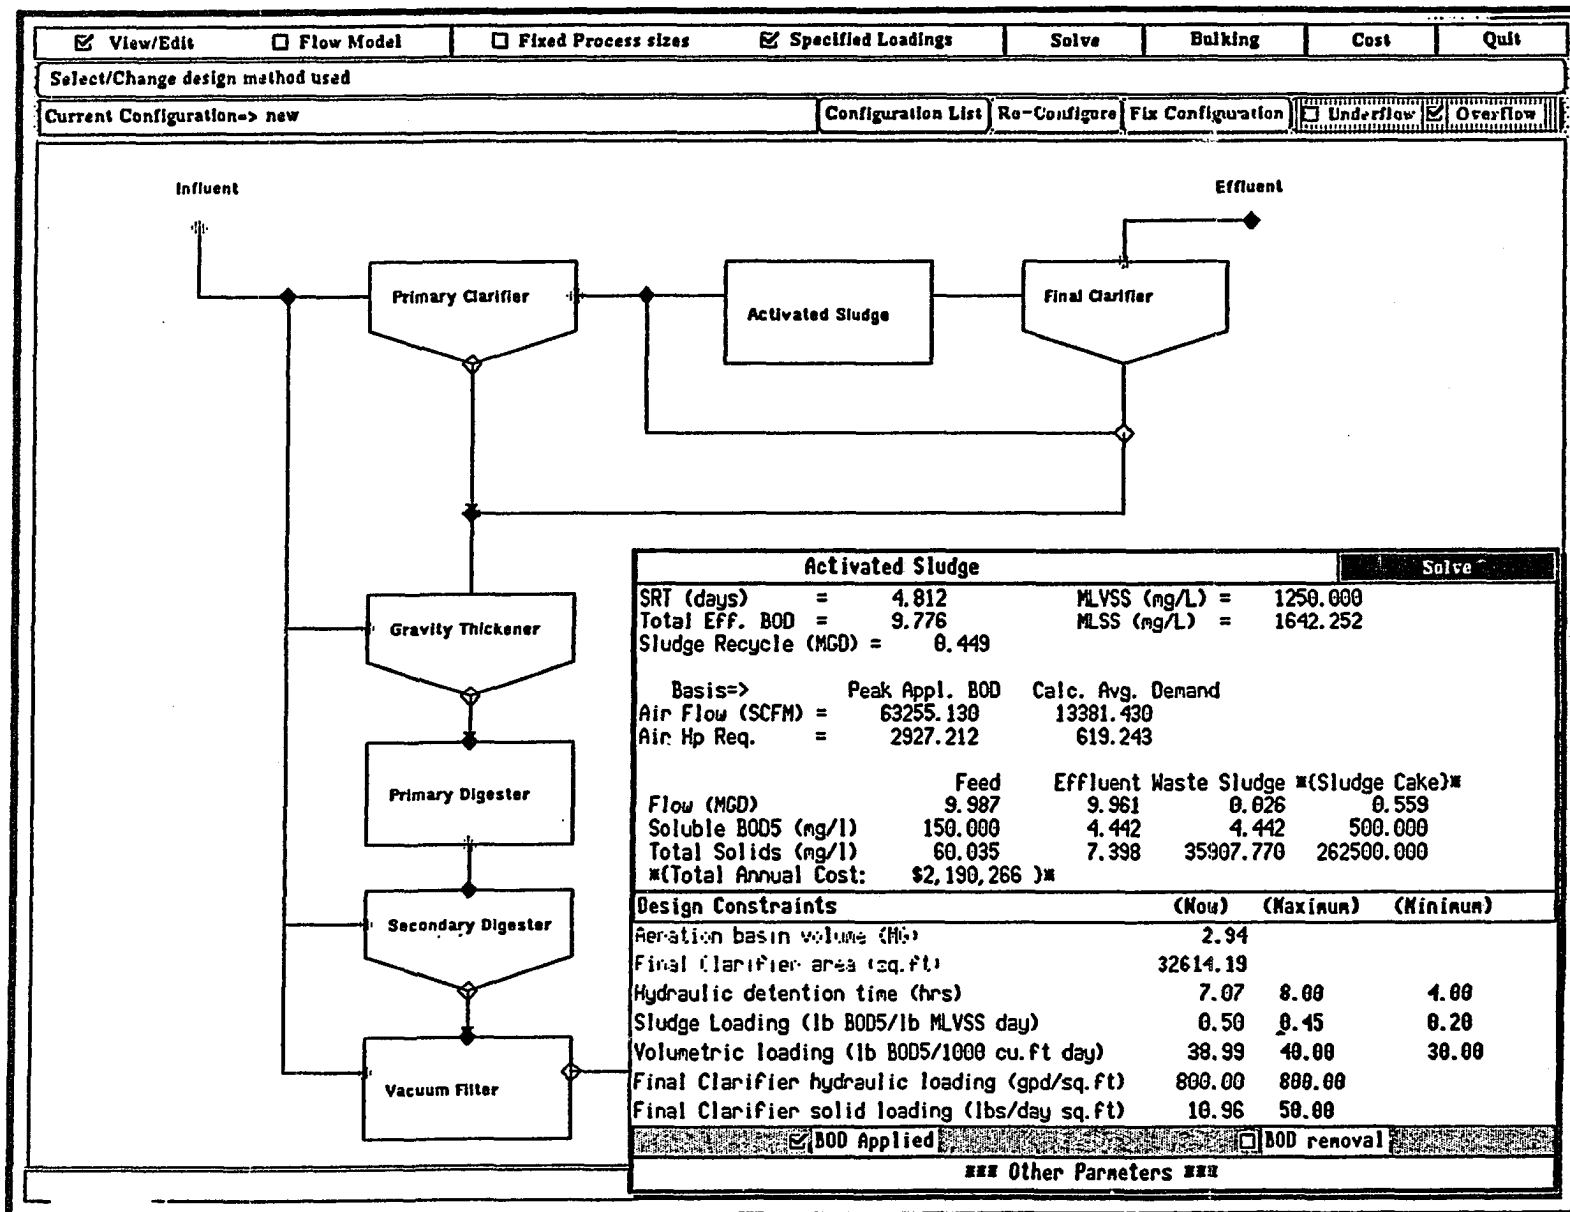 View/Edit Flow Model Fixed Process sizes Specified Loadings Solve Bulking Cost Quit
Select/Change design method used
Current Configuration=> new Configuration List Re-Configure Fix Configuration Underflow Overflow
Influent Effluent
Primary Clarifier
Activated Sludge
Final Clarifier
Gravity Thickener
Primary Digester
Secondary Digester
Vacuum Filter
Activated Sludge Solve
SRT (days) = 4.812 MLVSS (mg/L) = 1250.000
Total Eff. BOD = 9.776 MLSS (mg/L) = 1642.252
Sludge Recycle (MGD) = 0.449
Basis=> Peak Appl. BOD Calc. Avg. Demand
Air Flow (SCFM) = 63255.130 13381.430
Air Hp Req. = 2927.212 619.243
Feed Effluent Waste Sludge *(Sludge Cake)*
Flow (MGD) 9.987 9.961 0.026 0.559
Soluble BOD5 (mg/l) 150.000 4.442 4.442 500.000
Total Solids (mg/l) 60.035 7.398 35907.770 262500.000
*(Total Annual Cost: $2,190,266 )*
Design Constraints (Now) (Maximum) (Minimum)
Aeration basin volume (MG) 2.94
Final Clarifier area (sq.ft) 32614.19
Hydraulic detention time (hrs) 7.07 8.00 4.00
Sludge Loading (lb BOD5/lb MLVSS day) 0.50 0.45 0.20
Volumetric loading (lb BOD5/1000 cu.ft day) 38.99 40.00 30.00
Final Clarifier hydraulic loading (gpd/sq.ft) 800.00 800.00
Final Clarifier solid loading (lbs/day sq.ft) 10.96 50.00
BOD Applied BOD removal
*** Other Parmeters ***